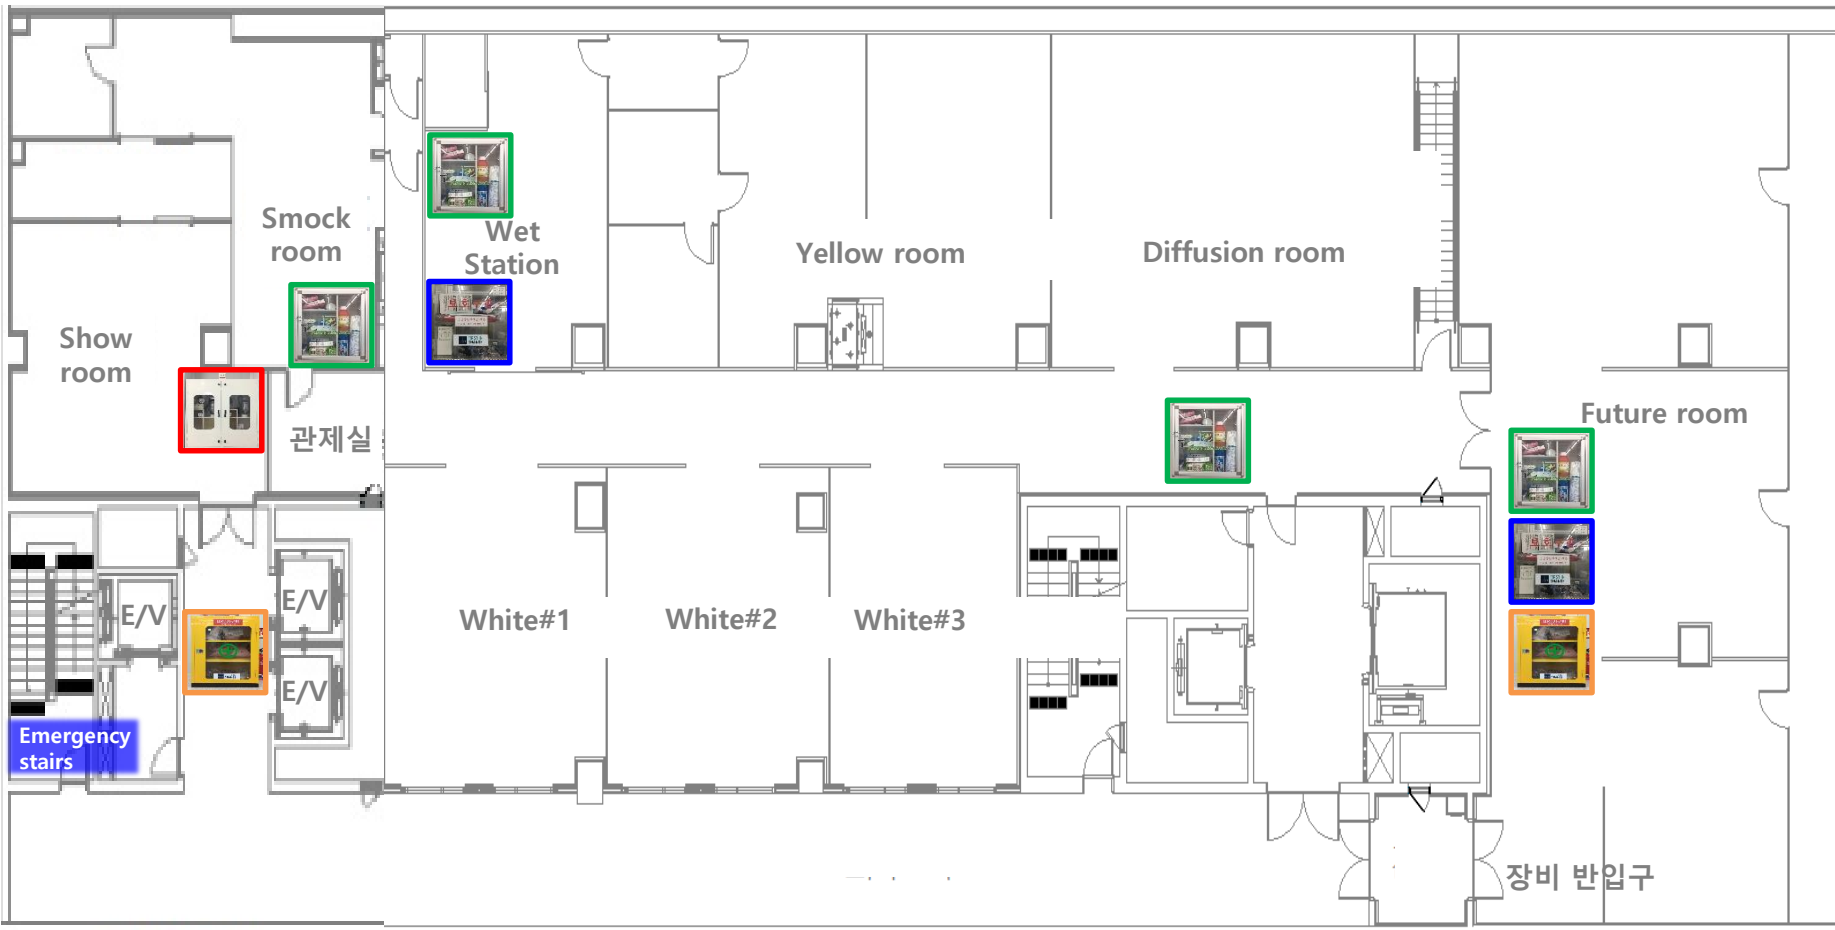 Smock
room
Wet
Station
Yellow room
Diffusion room
Show
room
관제실
Future room
E/V
E/V
E/V
White#1
White#2
White#3
Emergency
stairs
장비 반입구